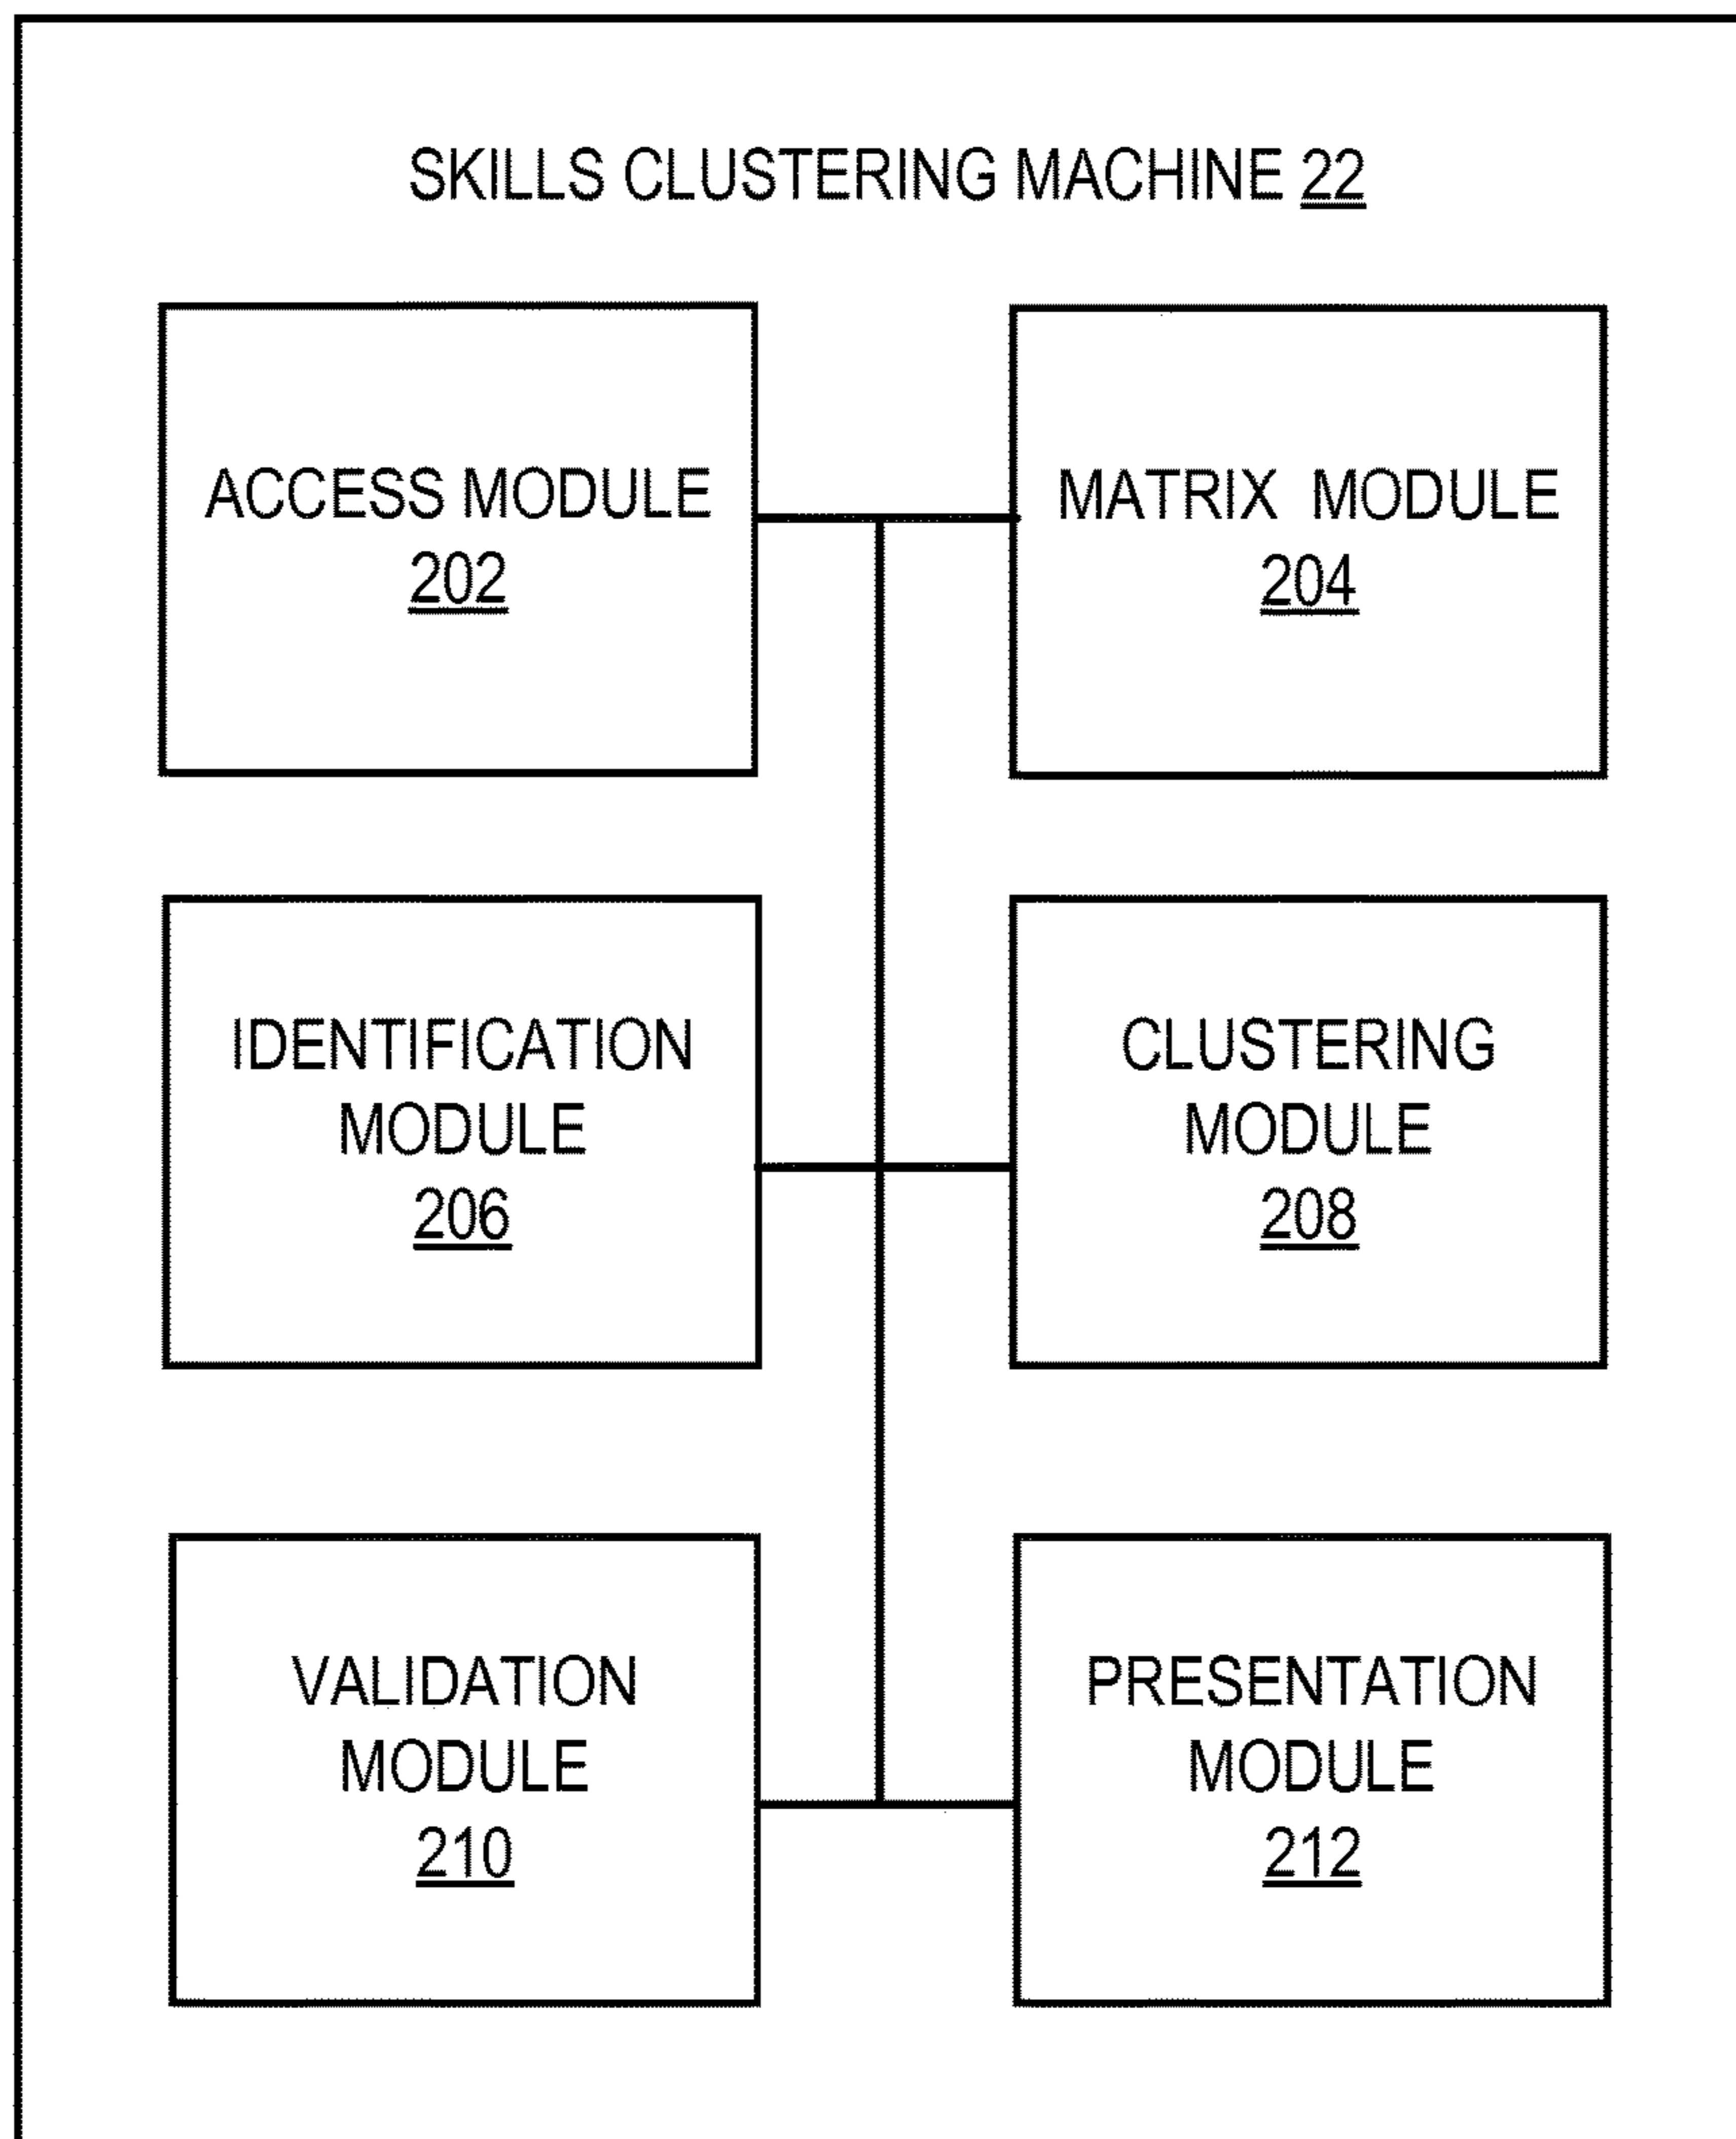 SKILLS CLUSTERING MACHINE 22
ACCESS MODULE
202
MATRIX MODULE
204
IDENTIFICATION
MODULE
206
CLUSTERING
MODULE
208
VALIDATION
MODULE
210
PRESENTATION
MODULE
212